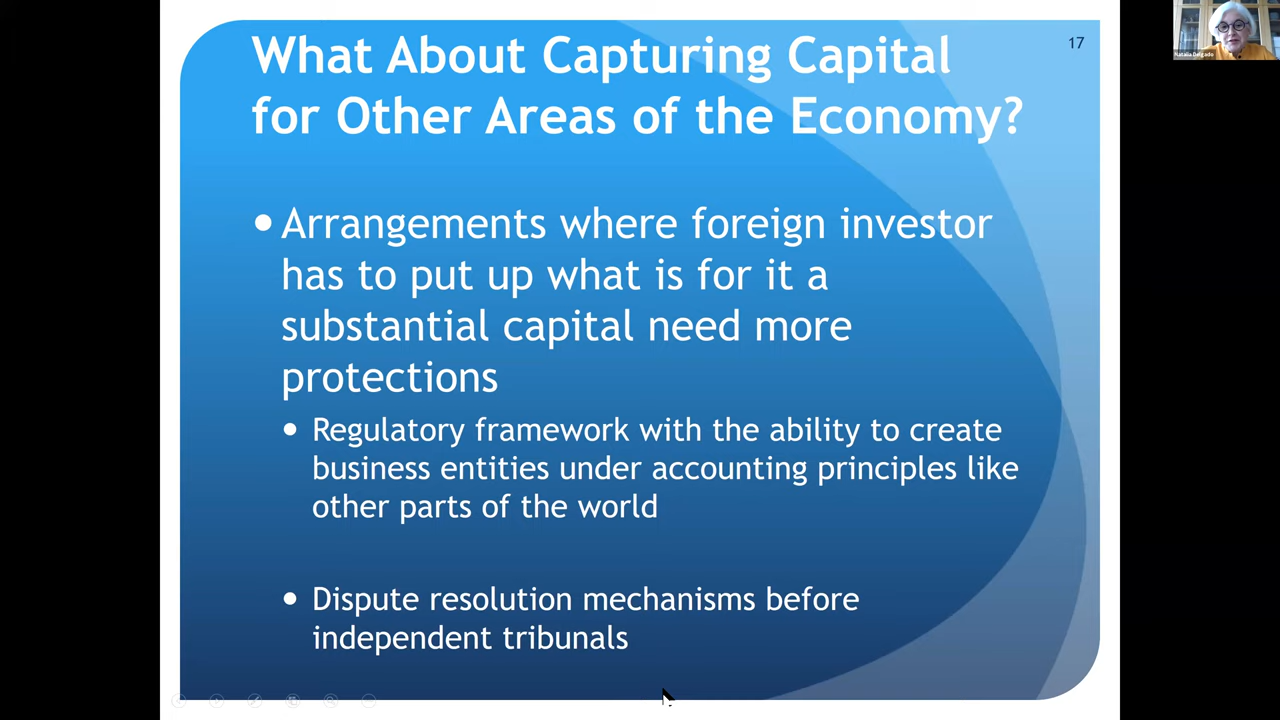 What About Capturing Capital
for Other Areas of the Economy?
17
• Arrangements where foreign investor
has to put up what is for it a
substantial capital need more
protections
• Regulatory framework with the ability to create
business entities under accounting principles like
other parts of the world
• Dispute resolution mechanisms before
independent tribunals
Natalia Delgado